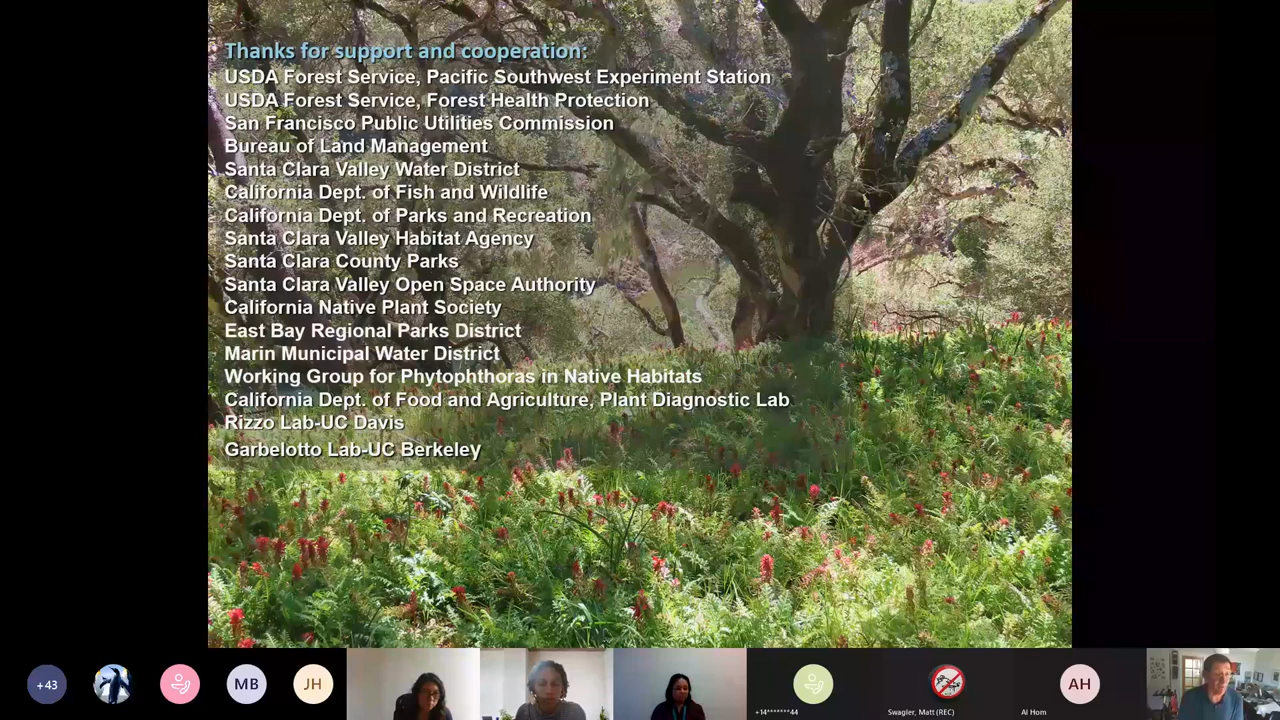 Thanks for support and cooperation:
USDA Forest Service, Pacific Southwest Experiment Station
USDA Forest Service, Forest Health Protection
San Francisco Public Utilities Commission
Bureau of Land Management
Santa Clara Valley Water District
California Dept. of Fish and Wildlife
California Dept. of Parks and Recreation
Santa Clara Valley Habitat Agency
Santa Clara County Parks
Santa Clara Valley Open Space Authority
California Native Plant Society
East Bay Regional Parks District
Marin Municipal Water District
Working Group for Phytophthoras in Native Habitats
California Dept. of Food and Agriculture, Plant Diagnostic Lab
Rizzo Lab-UC Davis
Garbelotto Lab-UC Berkeley
+43
MB
JH
AH
+14*******44
Swagler, Matt (REC)
Al Hom